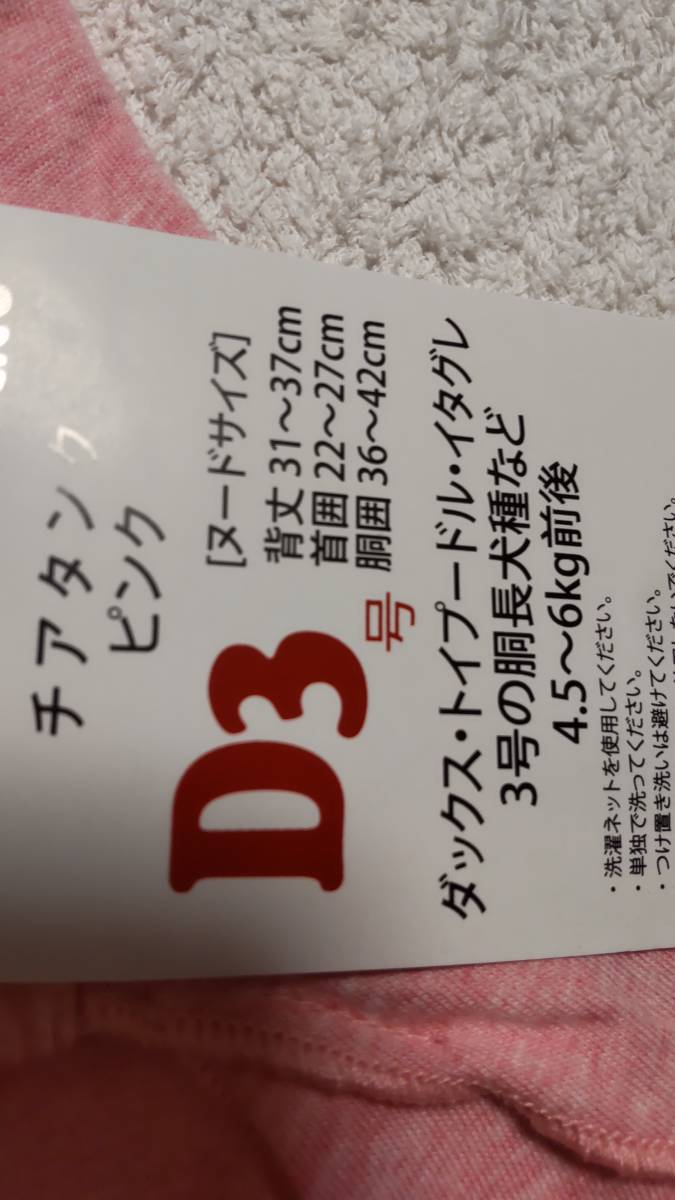 チアタンク
ピンク
D3号
[ヌードサイズ]
背丈 31～37cm
首囲 22～27cm
胴囲 36～42cm
ダックス・トイプードル・イタグレ
3号の胴長犬種など
4.5～6kg前後
・洗濯ネットを使用してください。
・単独で洗ってください。
・つけ置き洗いは避けてください。